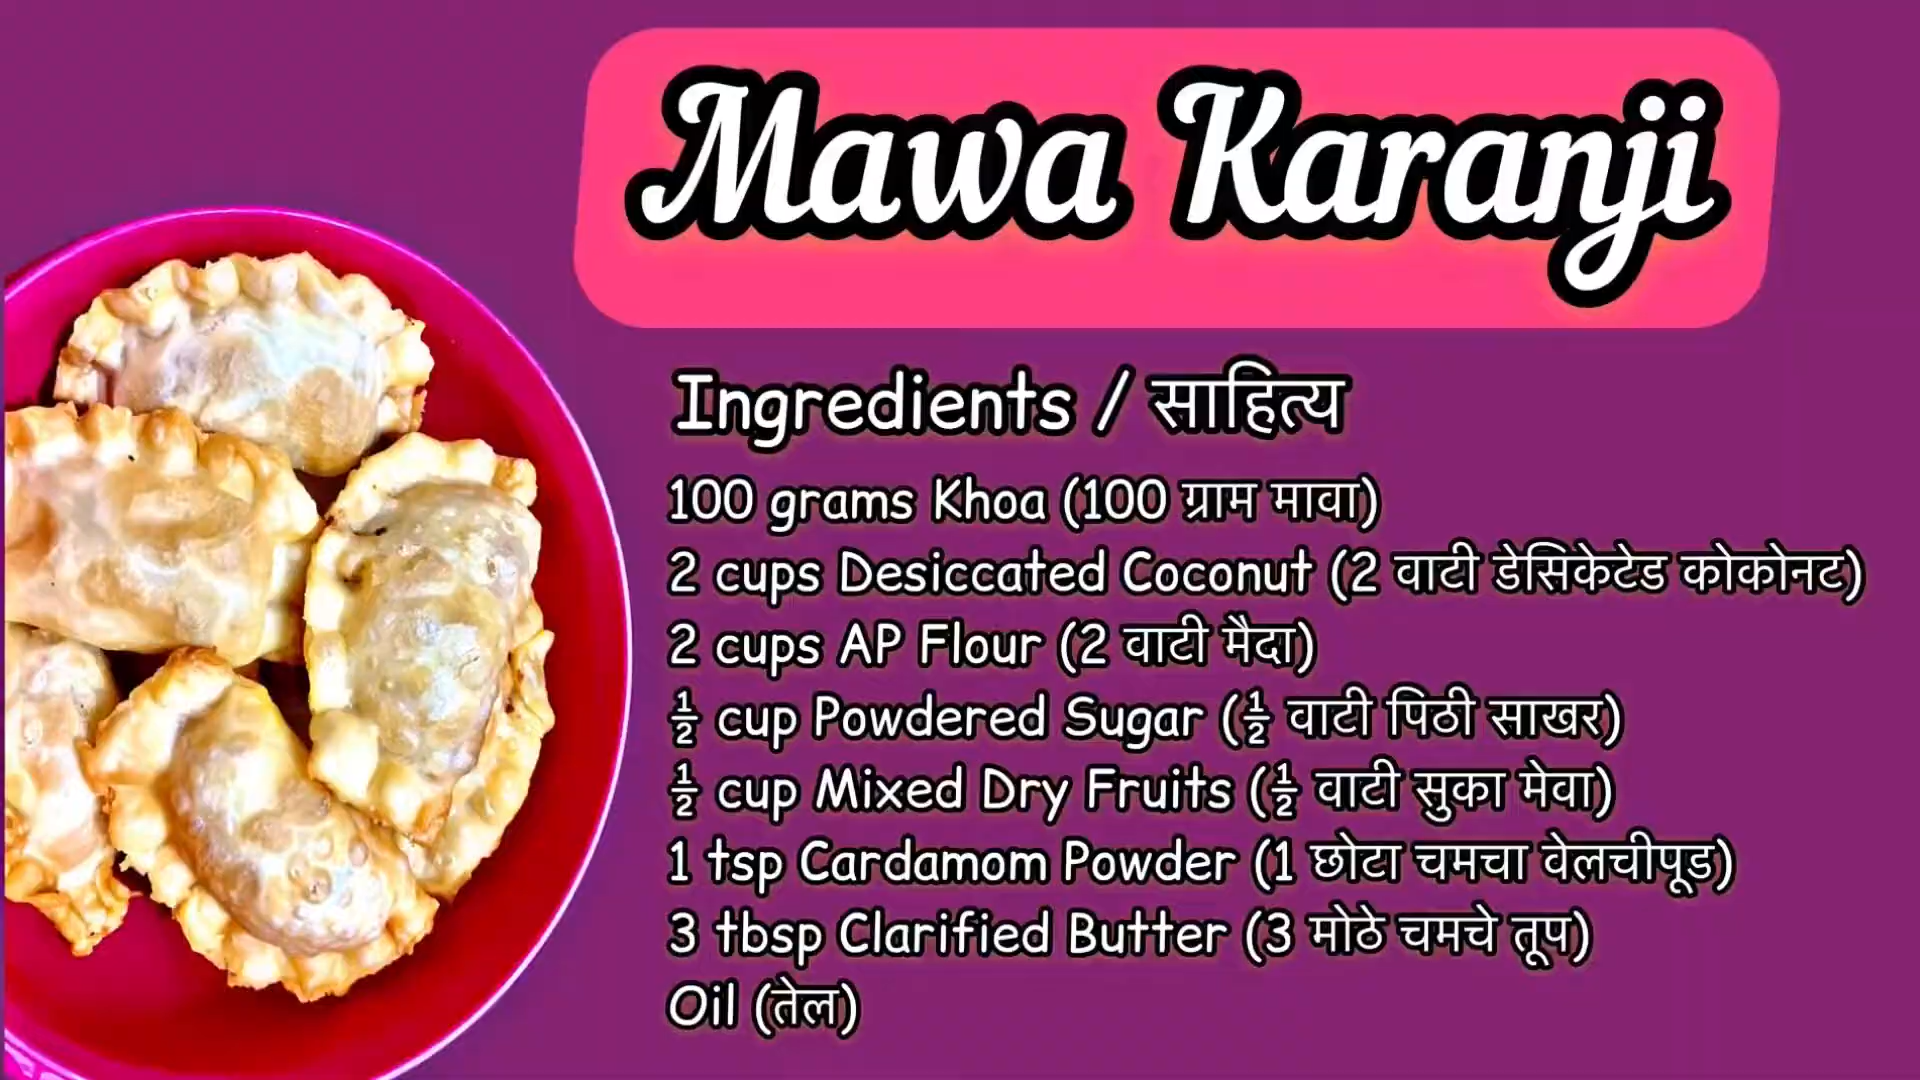 Mawa Karanji
Ingredients / साहित्य
100 grams Khoa (100 ग्राम मावा)
2 cups Desiccated Coconut (2 वाटी डेसिकेटेड कोकोनट)
2 cups AP Flour (2 वाटी मैदा)
½ cup Powdered Sugar (½ वाटी पिठी साखर)
½ cup Mixed Dry Fruits (½ वाटी सुका मेवा)
1 tsp Cardamom Powder (1 छोटा चमचा वेलचीपूड)
3 tbsp Clarified Butter (3 मोठे चमचे तूप)
Oil (तेल)